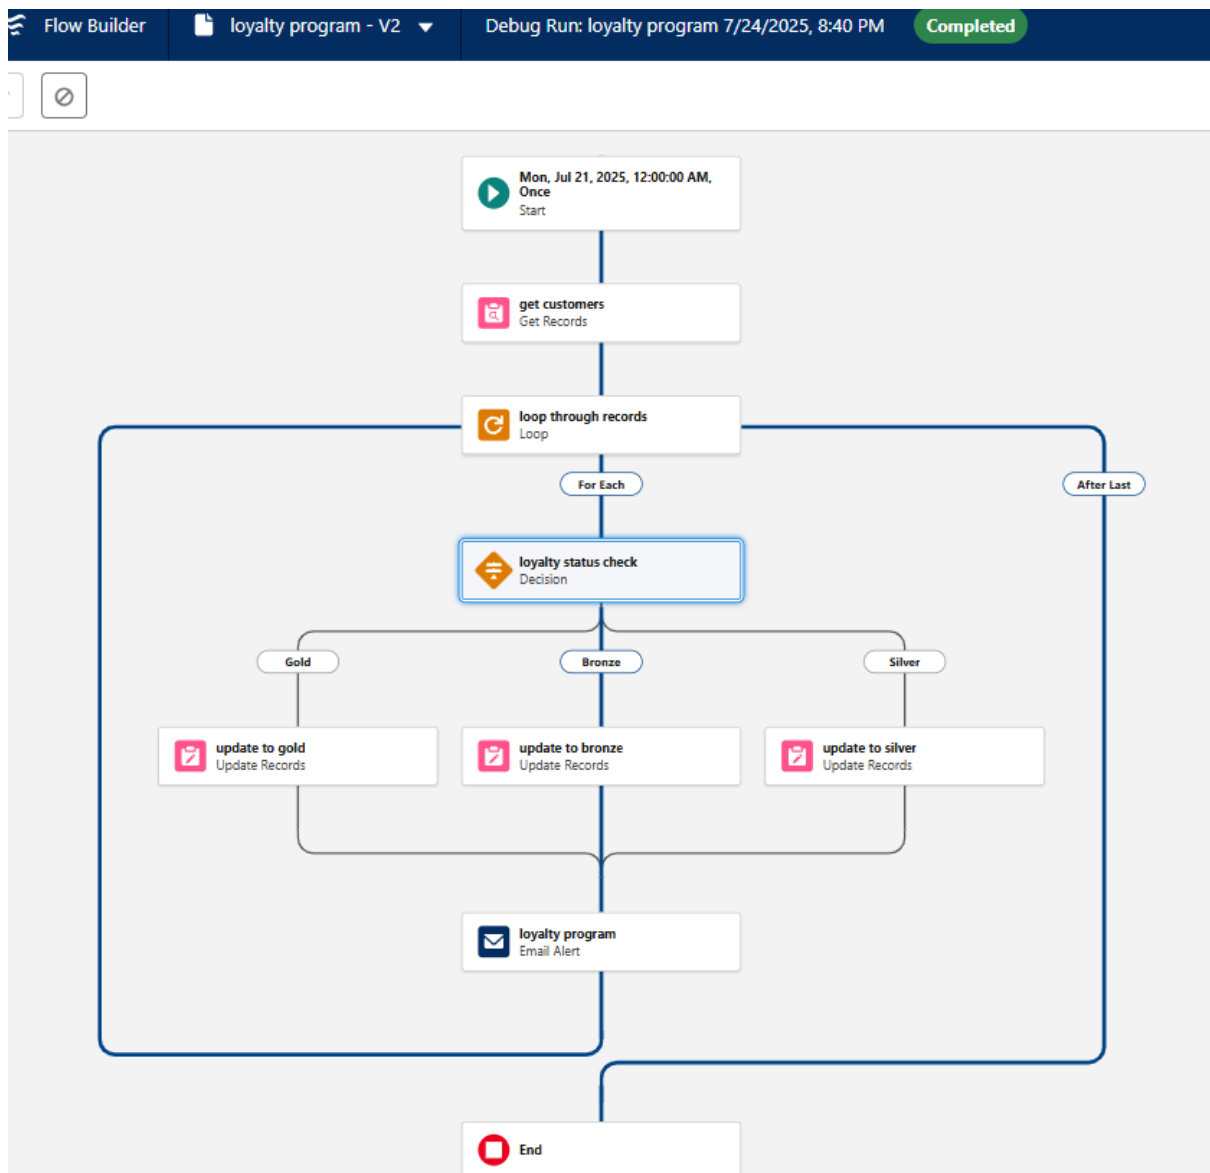 Flow Builder
loyalty program - V2
Debug Run: loyalty program 7/24/2025, 8:40 PM
Completed
Mon, Jul 21, 2025, 12:00:00 AM,
Once
Start
get customers
Get Records
loop through records
Loop
For Each
After Last
loyalty status check
Decision
Gold
Bronze
Silver
update to gold
Update Records
update to bronze
Update Records
update to silver
Update Records
loyalty program
Email Alert
End